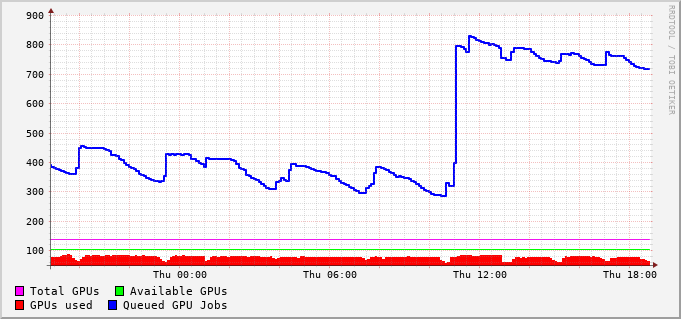 900
800
700
600
500
400
300
200
100
Thu 00:00 Thu 06:00 Thu 12:00 Thu 18:00
Total GPUs Available GPUs
GPUs used Queued GPU Jobs
RRDTOOL / TOBI OETIKER